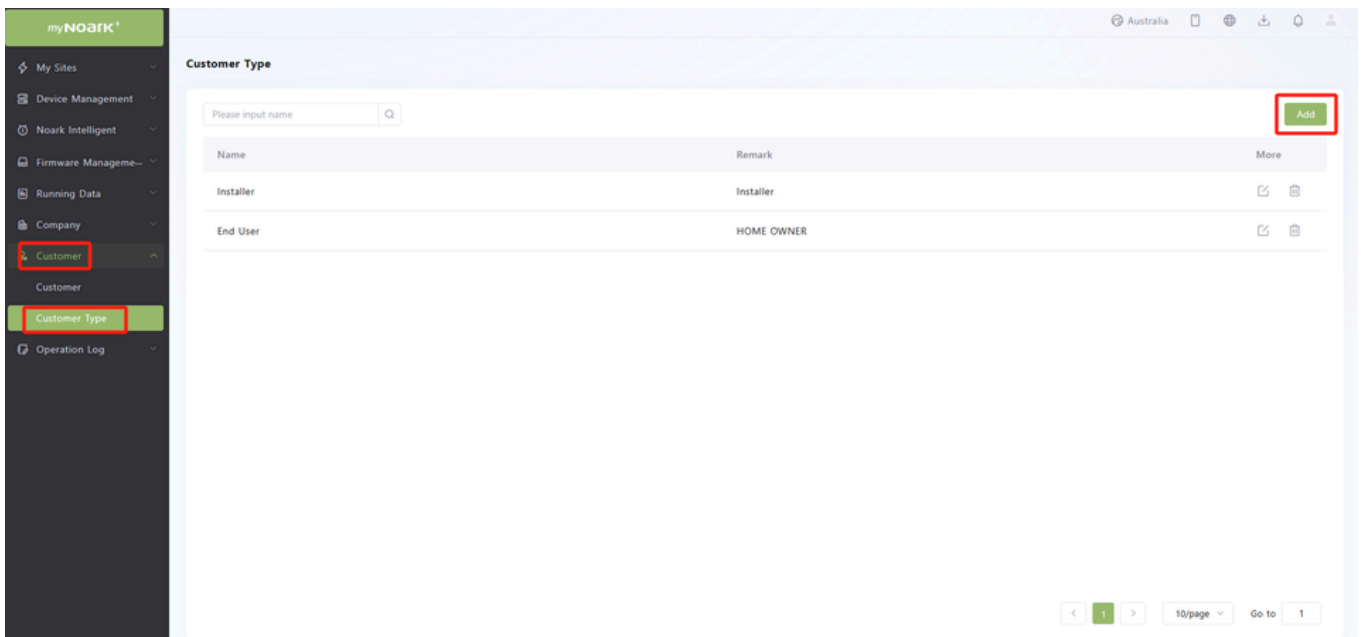 myNoark+
Australia
My Sites
Device Management
Noark Intelligent
Firmware Manageme—
Running Data
Company
Customer
Customer
Customer Type
Operation Log
Customer Type
Please input name
Add
Name Remark More
Installer Installer
End User HOME OWNER
1 10/page Go to 1